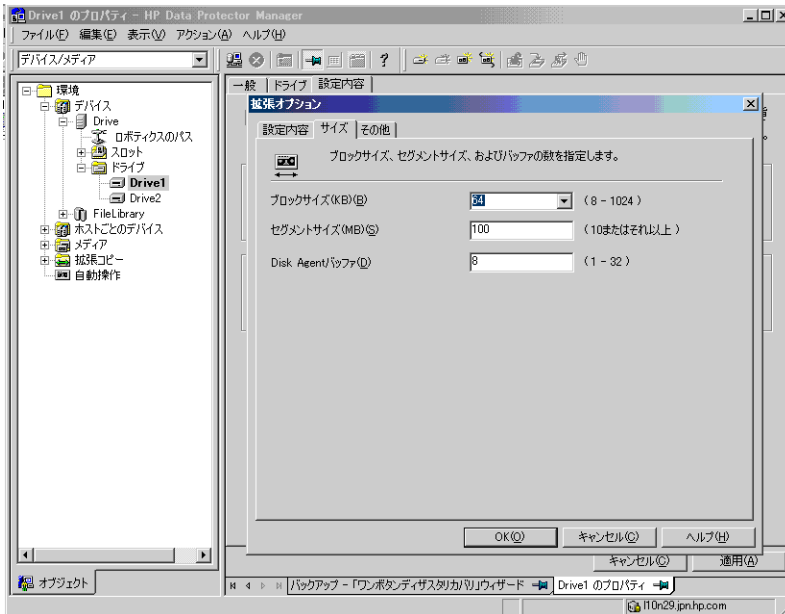 Drive1 のプロパティ - HP Data Protector Manager
ファイル(F) 編集(E) 表示(V) アクション(A) ヘルプ(H)
デバイス/メディア
一般 ドライブ 設定内容
環境
デバイス
Drive
ロボティクスのパス
スロット
ドライブ
Drive1
Drive2
FileLibrary
ホストごとのデバイス
メディア
拡張コピー
自動操作
拡張オプション
設定内容 サイズ その他
ブロックサイズ、セグメントサイズ、およびバッファの数を指定します。
ブロックサイズ(KB)(B) 64 (8 - 1024)
セグメントサイズ(MB)(S) 100 (10またはそれ以上)
Disk Agentバッファ(D) 8 (1 - 32)
OK(O) キャンセル(C) ヘルプ(H)
キャンセル(C) 適用(A)
オブジェクト
バックアップ - 「ワンボタンディザスタリカバリ」ウィザード Drive1 のプロパティ
l10n29.jpn.hp.com